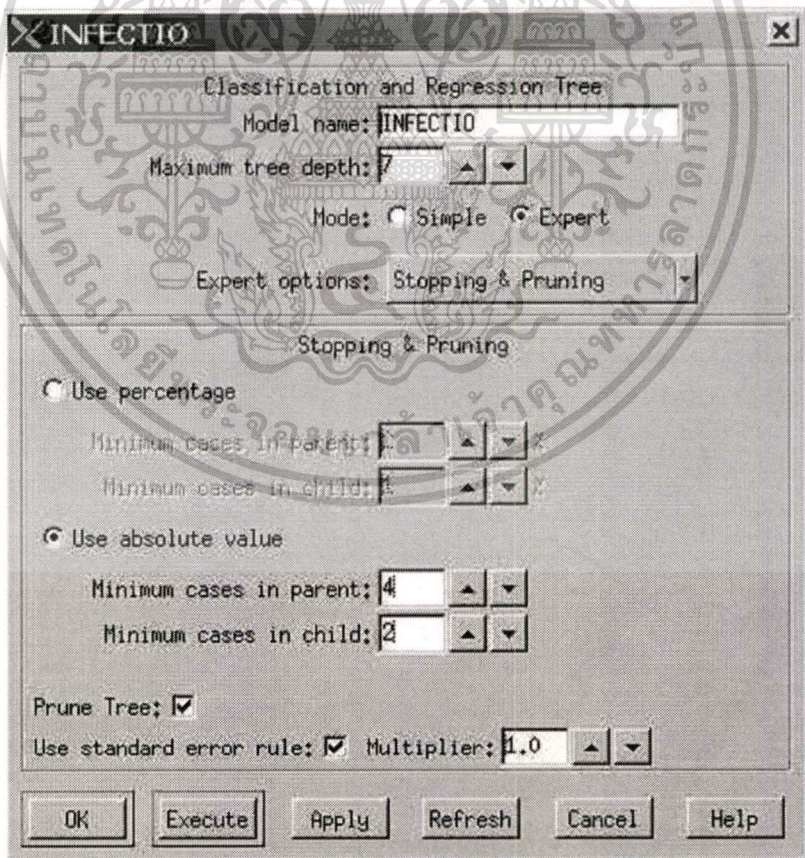 INFECTIO
Classification and Regression Tree
Model name: INFECTIO
Maximum tree depth: 7
Mode: Simple Expert
Expert options: Stopping & Pruning
Stopping & Pruning
Use percentage
Minimum cases in parent: %
Minimum cases in child: 1 %
Use absolute value
Minimum cases in parent: 4
Minimum cases in child: 2
Prune Tree:
Use standard error rule: Multiplier: 1.0
OK Execute Apply Refresh Cancel Help